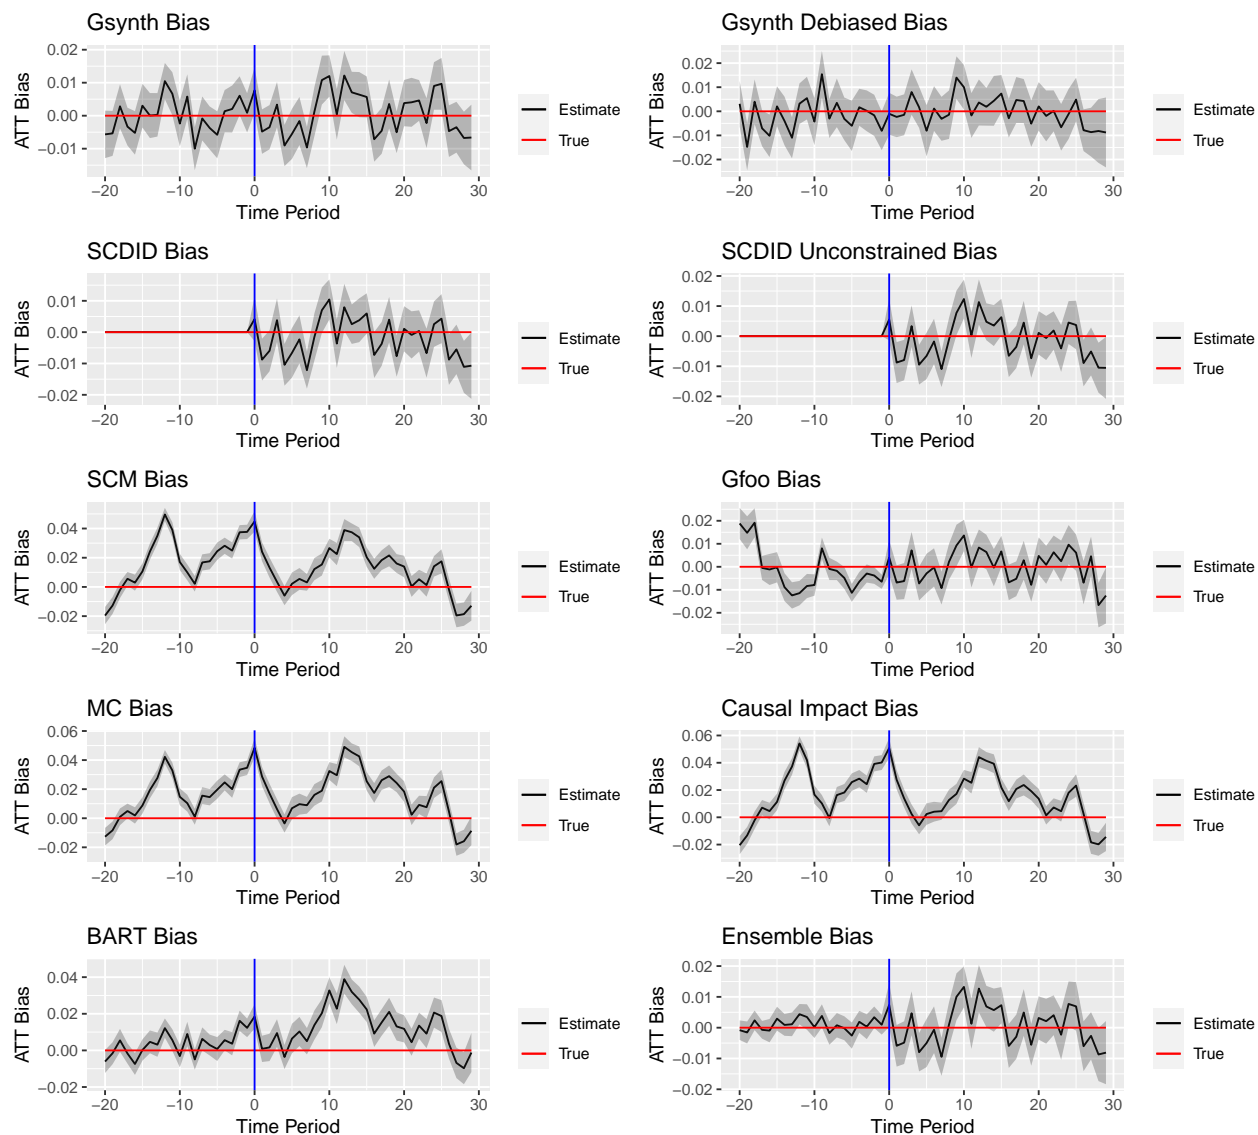 Gsynth Bias
ATT Bias
0.02
0.01
0.00
−0.01
−20 −10 0 10 20 30
Time Period
Estimate
True
Gsynth Debiased Bias
ATT Bias
0.02
0.01
0.00
−0.01
−0.02
−20 −10 0 10 20 30
Time Period
Estimate
True
SCDID Bias
ATT Bias
0.01
0.00
−0.01
−0.02
−20 −10 0 10 20 30
Time Period
Estimate
True
SCDID Unconstrained Bias
ATT Bias
0.02
0.01
0.00
−0.01
−0.02
−20 −10 0 10 20 30
Time Period
Estimate
True
SCM Bias
ATT Bias
0.04
0.02
0.00
−0.02
−20 −10 0 10 20 30
Time Period
Estimate
True
Gfoo Bias
ATT Bias
0.02
0.01
0.00
−0.01
−0.02
−20 −10 0 10 20 30
Time Period
Estimate
True
MC Bias
ATT Bias
0.06
0.04
0.02
0.00
−0.02
−20 −10 0 10 20 30
Time Period
Estimate
True
Causal Impact Bias
ATT Bias
0.06
0.04
0.02
0.00
−0.02
−20 −10 0 10 20 30
Time Period
Estimate
True
BART Bias
ATT Bias
0.04
0.02
0.00
−0.02
−20 −10 0 10 20 30
Time Period
Estimate
True
Ensemble Bias
ATT Bias
0.02
0.01
0.00
−0.01
−0.02
−20 −10 0 10 20 30
Time Period
Estimate
True